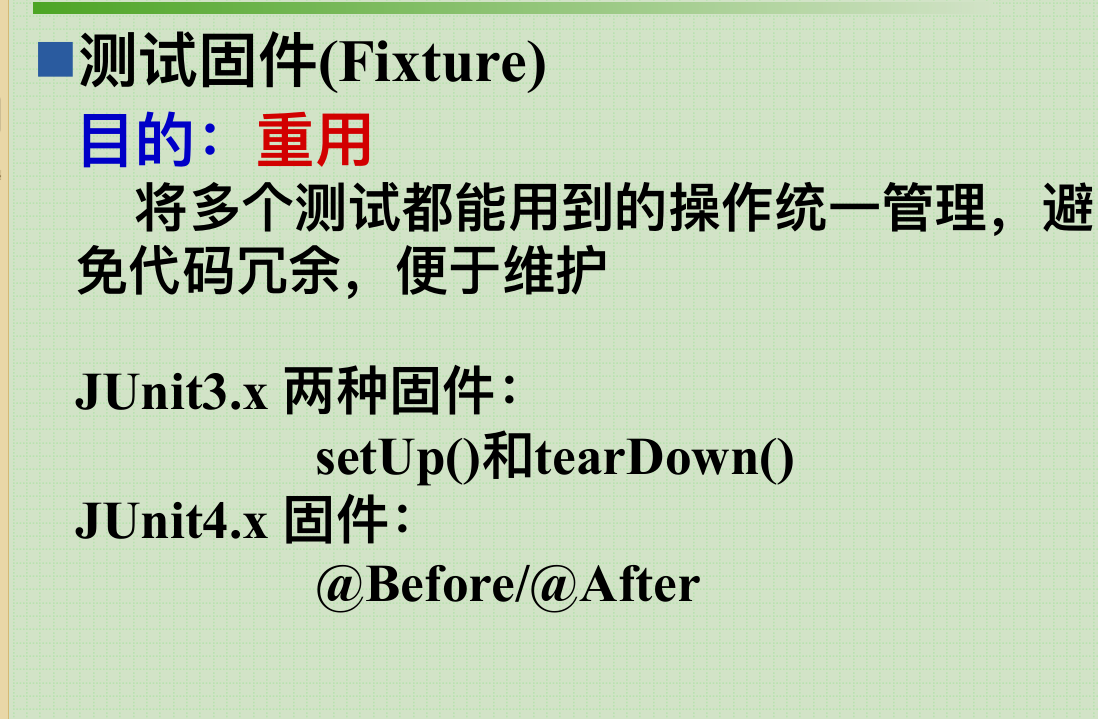 测试固件(Fixture)
目的：重用
将多个测试都能用到的操作统一管理，避
免代码冗余，便于维护
JUnit3.x 两种固件：
setUp()和tearDown()
JUnit4.x 固件：
@Before/@After